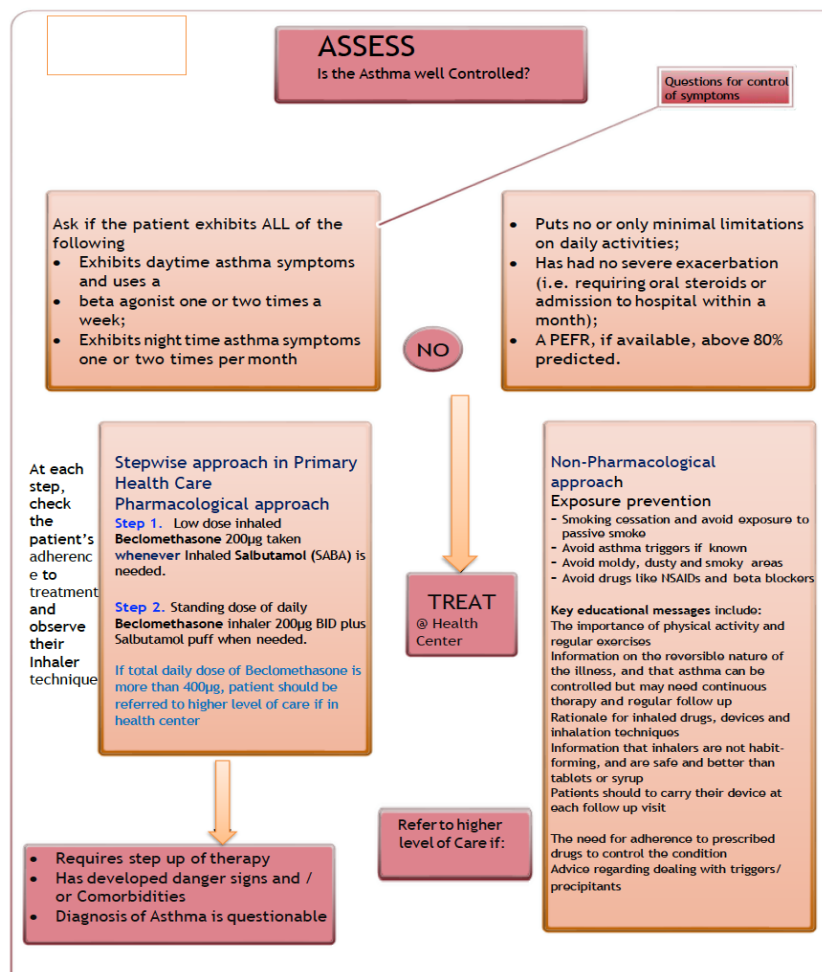 ASSESS
Is the Asthma well Controlled?
Questions for control
of symptoms
Ask if the patient exhibits ALL of the
following
• Exhibits daytime asthma symptoms
and uses a
• beta agonist one or two times a
week;
• Exhibits night time asthma symptoms
one or two times per month
• Puts no or only minimal limitations
on daily activities;
• Has had no severe exacerbation
(i.e. requiring oral steroids or
admission to hospital within a
month);
• A PEFR, if available, above 80%
predicted.
NO
At each
step,
check
the
patient’s
adherenc
e to
treatment
and
observe
their
Inhaler
technique
Stepwise approach in Primary
Health Care
Pharmacological approach
Step 1. Low dose inhaled
Beclomethasone 200µg taken
whenever Inhaled Salbutamol (SABA) is
needed.
Step 2. Standing dose of daily
Beclomethasone inhaler 200µg BID plus
Salbutamol puff when needed.
If total daily dose of Beclomethasone is
more than 400µg, patient should be
referred to higher level of care if in
health center
TREAT
@ Health
Center
Non-Pharmacological
approach
Exposure prevention
- Smoking cessation and avoid exposure to
passive smoke
- Avoid asthma triggers if known
- Avoid moldy, dusty and smoky areas
- Avoid drugs like NSAIDs and beta blockers
Key educational messages include:
The importance of physical activity and
regular exercises
Information on the reversible nature of
the illness, and that asthma can be
controlled but may need continuous
therapy and regular follow up
Rationale for inhaled drugs, devices and
inhalation techniques
Information that inhalers are not habit-
forming, and are safe and better than
tablets or syrup
Patients should to carry their device at
each follow up visit
The need for adherence to prescribed
drugs to control the condition
Advice regarding dealing with triggers/
precipitants
Refer to higher
level of Care if:
• Requires step up of therapy
• Has developed danger signs and /
or Comorbidities
• Diagnosis of Asthma is questionable